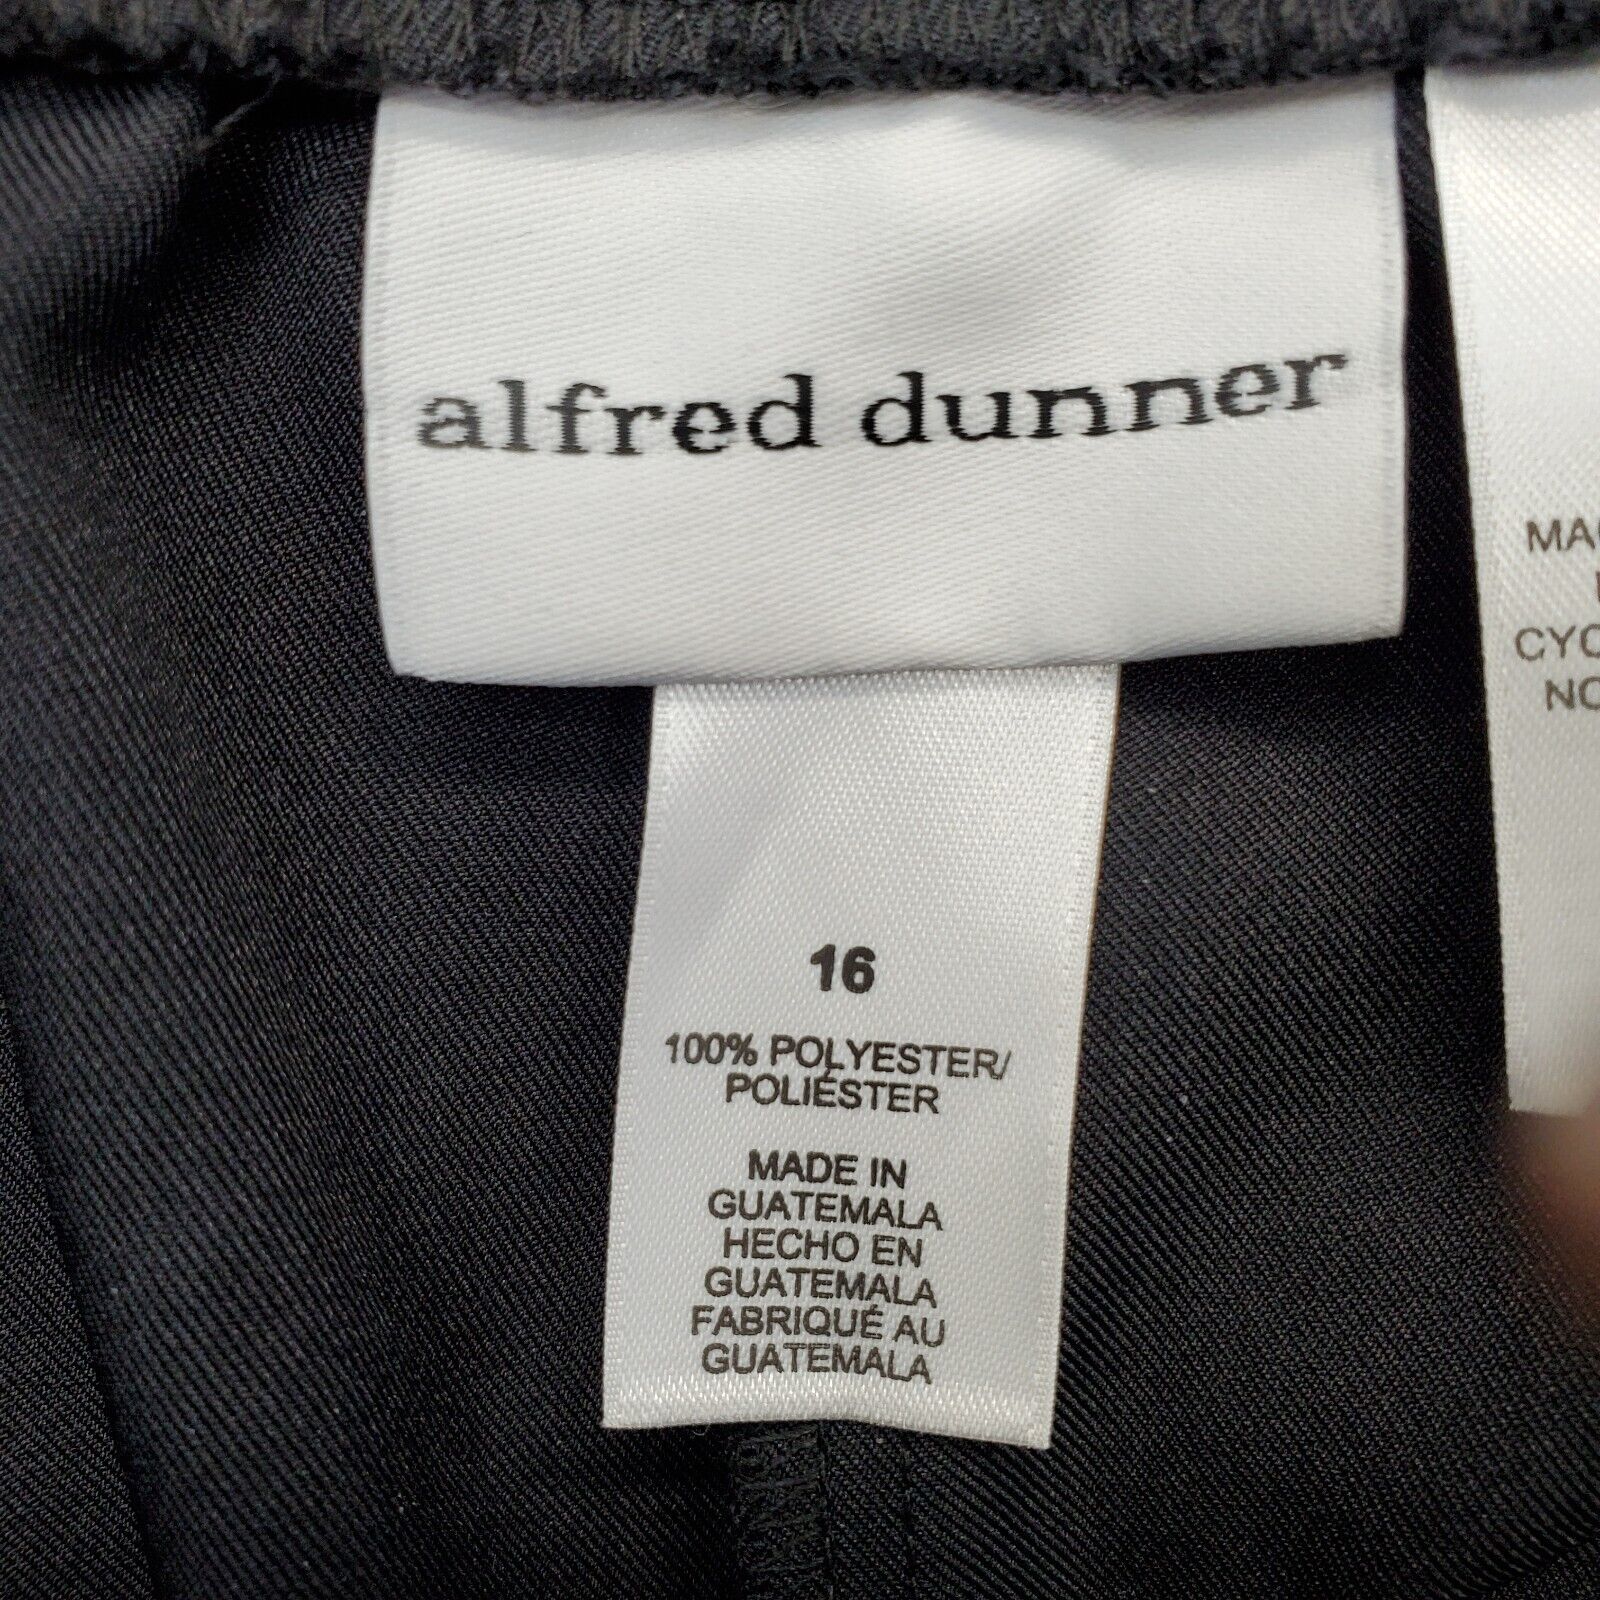 alfred dunner
16
100% POLYESTER/
POLIÉSTER
MADE IN
GUATEMALA
HECHO EN
GUATEMALA
FABRIQUÉ AU
GUATEMALA